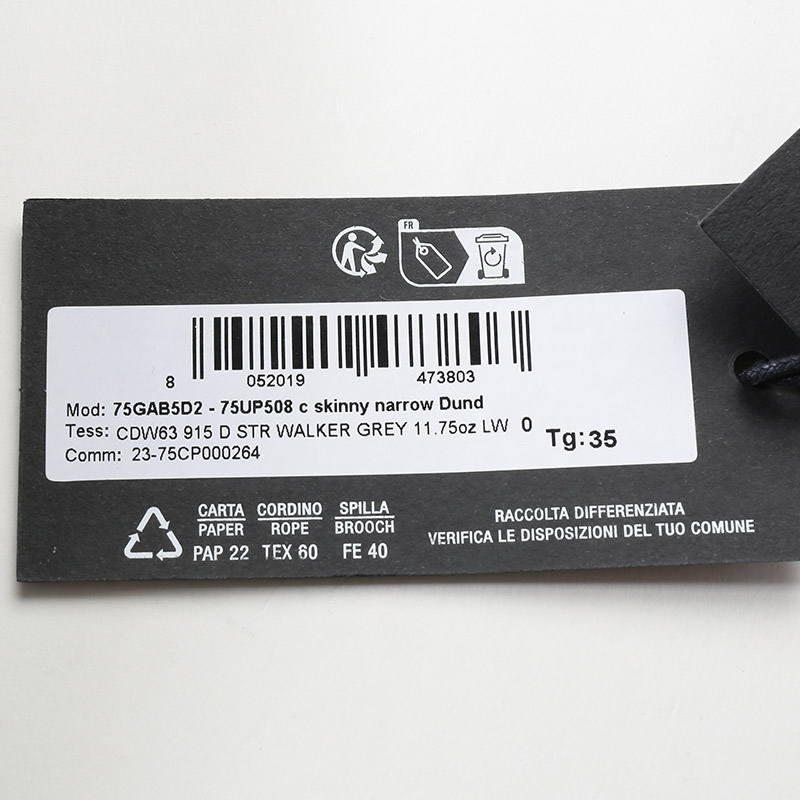 FR
8 052019 473803
Mod: 75GAB5D2 - 75UP508 c skinny narrow Dund
Tess: CDW63 915 D STR WALKER GREY 11.75oz LW 0
Tg:35
Comm: 23-75CP000264
CARTA CORDINO SPILLA
PAPER ROPE BROOCH
PAP 22 TEX 60 FE 40
RACCOLTA DIFFERENZIATA
VERIFICA LE DISPOSIZIONI DEL TUO COMUNE